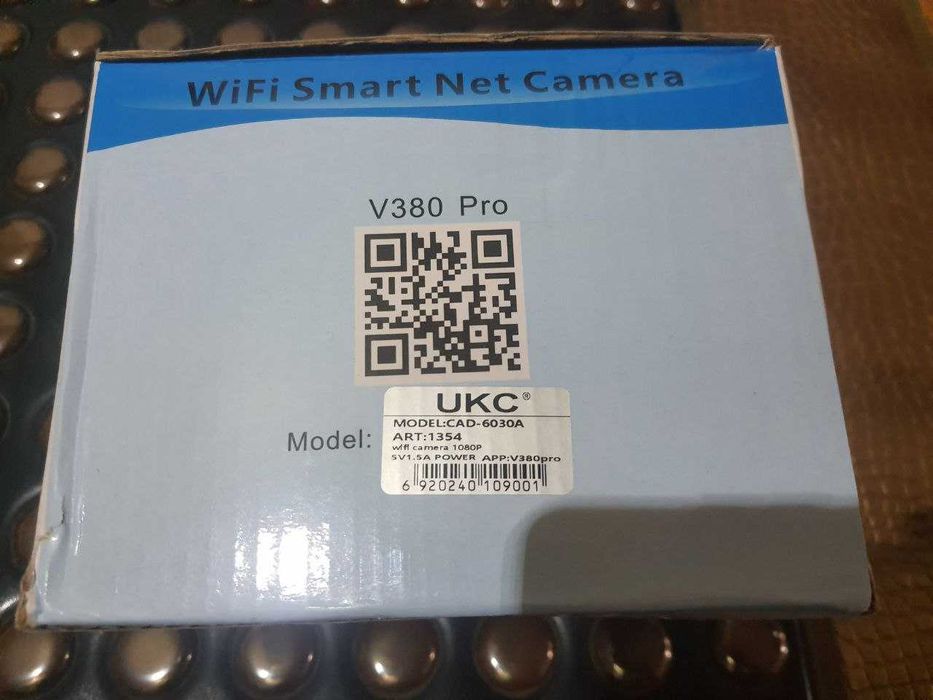 WiFi Smart Net Camera
V380 Pro
UKC®
MODEL:CAD-6030A
Model:
ART:1354
wifi camera 1080P
5V1.5A POWER APP:V380pro
6 920240 109001